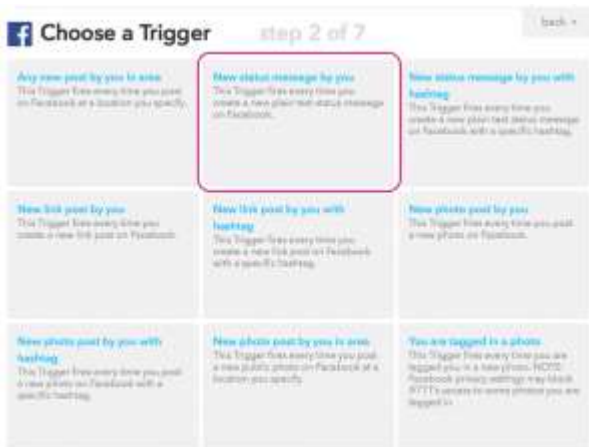 Choose a Trigger
step 2 of 7
back
Any new post by you in area
This Trigger fires every time you post
on Facebook at a location you specify.
New status message by you
This Trigger fires every time you
create a new plain text status message
on Facebook.
New status message by you with
hashtag
This Trigger fires every time you
create a new plain text status message
on Facebook with a specific hashtag.
New link post by you
This Trigger fires every time you
create a new link post on Facebook.
New link post by you with
hashtag
This Trigger fires every time you
create a new link post on Facebook
with a specific hashtag.
New photo post by you
This Trigger fires every time you post
a new photo on Facebook.
New photo post by you with
hashtag
This Trigger fires every time you post
a new photo on Facebook with a
specific hashtag.
New photo post by you in area
This Trigger fires every time you post
a new public photo on Facebook at a
location you specify.
You are tagged in a photo
This Trigger fires every time you are
tagged you in a new photo. NOTE:
Facebook privacy settings may block
IFTTT's access to some photos you are
tagged in.